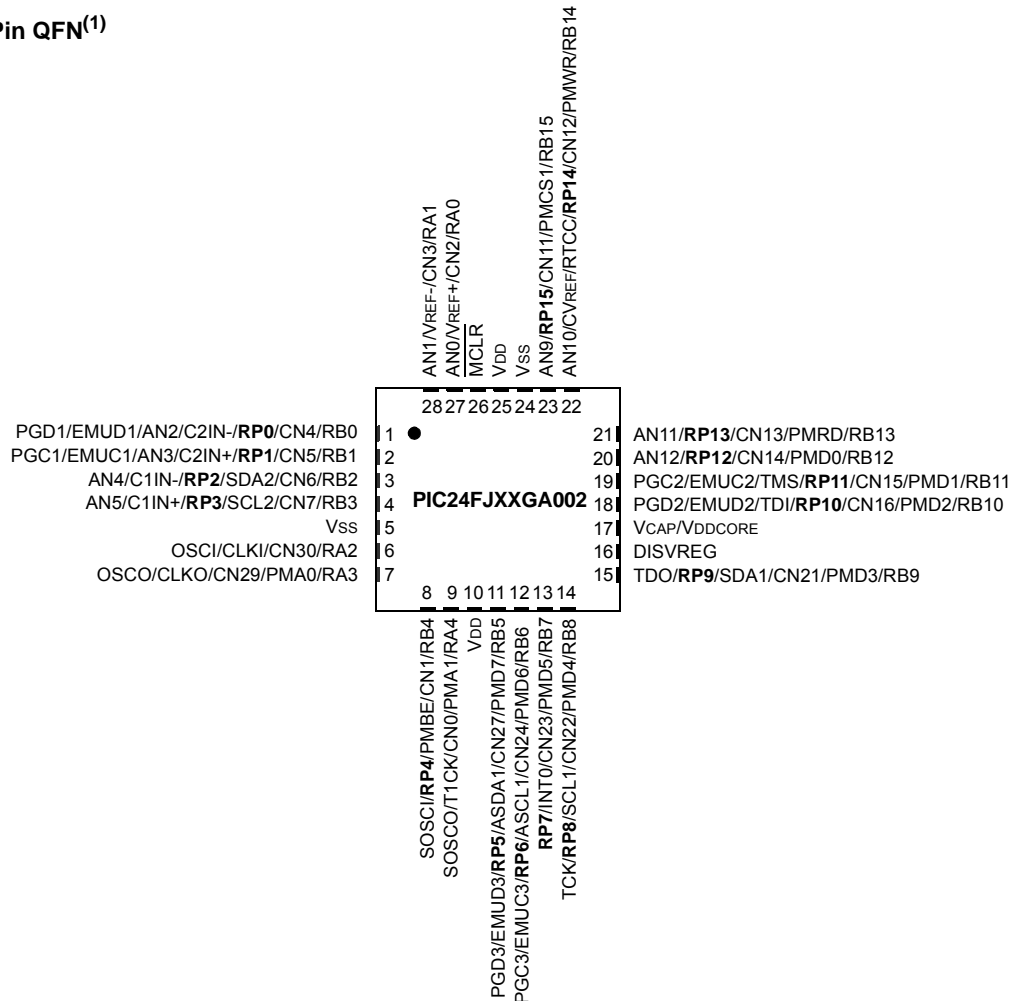 Pin QFN(1)
AN1/VREF-/CN3/RA1
AN0/VREF+/CN2/RA0
MCLR
VDD
VSS
AN9/RP15/CN11/PMCS1/RB15
AN10/CVREF/RTCC/RP14/CN12/PMWR/RB14
28 27 26 25 24 23 22
PGD1/EMUD1/AN2/C2IN-/RP0/CN4/RB0 1
PGC1/EMUC1/AN3/C2IN+/RP1/CN5/RB1 2
AN4/C1IN-/RP2/SDA2/CN6/RB2 3
AN5/C1IN+/RP3/SCL2/CN7/RB3 4
VSS 5
OSCI/CLKI/CN30/RA2 6
OSCO/CLKO/CN29/PMA0/RA3 7
PIC24FJXXGA002
21 AN11/RP13/CN13/PMRD/RB13
20 AN12/RP12/CN14/PMD0/RB12
19 PGC2/EMUC2/TMS/RP11/CN15/PMD1/RB11
18 PGD2/EMUD2/TDI/RP10/CN16/PMD2/RB10
17 VCAP/VDDCORE
16 DISVREG
15 TDO/RP9/SDA1/CN21/PMD3/RB9
8 9 10 11 12 13 14
SOSCI/RP4/PMBE/CN1/RB4
SOSCO/T1CK/CN0/PMA1/RA4
VDD
PGD3/EMUD3/RP5/ASDA1/CN27/PMD7/RB5
PGC3/EMUC3/RP6/ASCL1/CN24/PMD6/RB6
RP7/INT0/CN23/PMD5/RB7
TCK/RP8/SCL1/CN22/PMD4/RB8